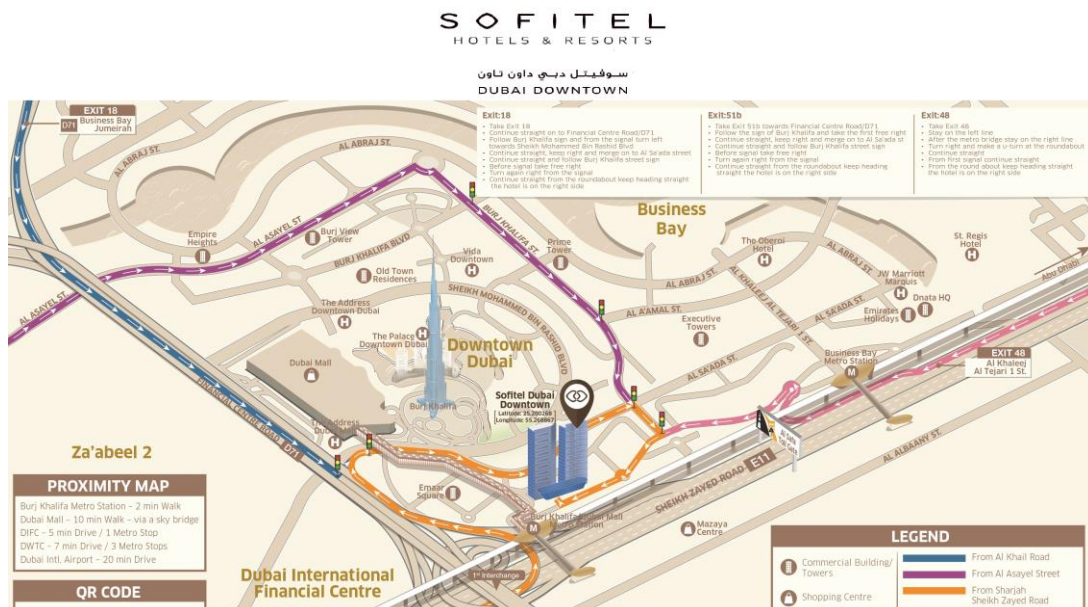 SOFITEL
HOTELS & RESORTS
سوفيتل دبي داون تاون
DUBAI DOWNTOWN
EXIT 18
D71
Business Bay
Jumeirah
Exit:18
• Take Exit 18
• Continue straight on to Financial Centre Road/D71
• Follow Burj Khalifa sign and from the signal turn left
towards Sheikh Mohemmed Bin Rashid Blvd
• Continue straight, keep right and merge on to Al Sa'ada street
• Continue straight and follow Burj Khalifa street sign
• Before signal take free right
• Turn again right from the signal
• Continue straight from the roundabout keep heading straight
the hotel is on the right side
Exit:51b
• Take Exit 51b towards Financial Centre Road/D71
• Follow the sign of Burj Khalifa and take the first free right
• Continue straight, keep right and merge on to Al Sa'ada st
• Continue straight and follow Burj Khalifa street sign
• Before signal take free right
• Turn again right from the signal
• Continue straight from the roundabout keep heading
straight the hotel is on the right side
Exit:48
• Take Exit 48
• Stay on the left line
• After the metro bridge stay on the right line
• Turn right and make a u-turn at the roundabout
• Continue straight
• From first signal continue straight
• From the round about keep heading straight
the hotel is on the right side
AL ABRAJ ST.
AL ABRAJ ST.
AL ASAYEL ST
BURJ KHALIFA ST.
Business
Bay
Empire
Heights
Burj View
Tower
BURJ KHALIFA BLVD
Vida
Downtown
H
Prime
Tower
The Oberoi
Hotel
H
AL ABRAJ ST.
St. Regis
Hotel
H
Abu Dhabi
Old Town
Residences
AL ABRAJ ST.
AL KHALEEJ AL TEJARI 1 ST.
JW Marriott
Marquis
H
Dnata HQ
AL ASAYEL ST.
The Address
Downtown Dubai
H
SHEIKH MOHAMMED BIN RASHID BLVD
AL A'AMAL ST.
AL SA'ADA ST.
Emirates
Holidays
Executive
Towers
The Palace
Downtown Dubai
H
Downtown
Dubai
Dubai Mall
AL SA'ADA ST.
Business Bay
Metro Station
M
EXIT 48
Al Khaleej
Al Tejari 1 St.
Sofitel Dubai
Downtown
Burj Khalifa
FINANCIAL CENTRE ROAD
D71
The Address
H
Al Safa
Toll Gate
AL ALBAANY ST.
Za'abeel 2
SHEIKH ZAYED ROAD
E11
Emaar
Square
Burj Khalifa/Dubai Mall
Metro Station
M
Mazaya
Centre
PROXIMITY MAP
Burj Khalifa Metro Station – 2 min Walk
Dubai Mall – 10 min Walk – via a sky bridge
DIFC – 5 min Drive / 1 Metro Stop
DWTC – 7 min Drive / 3 Metro Stops
Dubai Intl. Airport – 20 min Drive
QR CODE
Dubai International
Financial Centre
1st Interchange
LEGEND
Commercial Building/
Towers
Shopping Centre
From Al Khail Road
From Al Asayel Street
From Sharjah
Sheikh Zayed Road